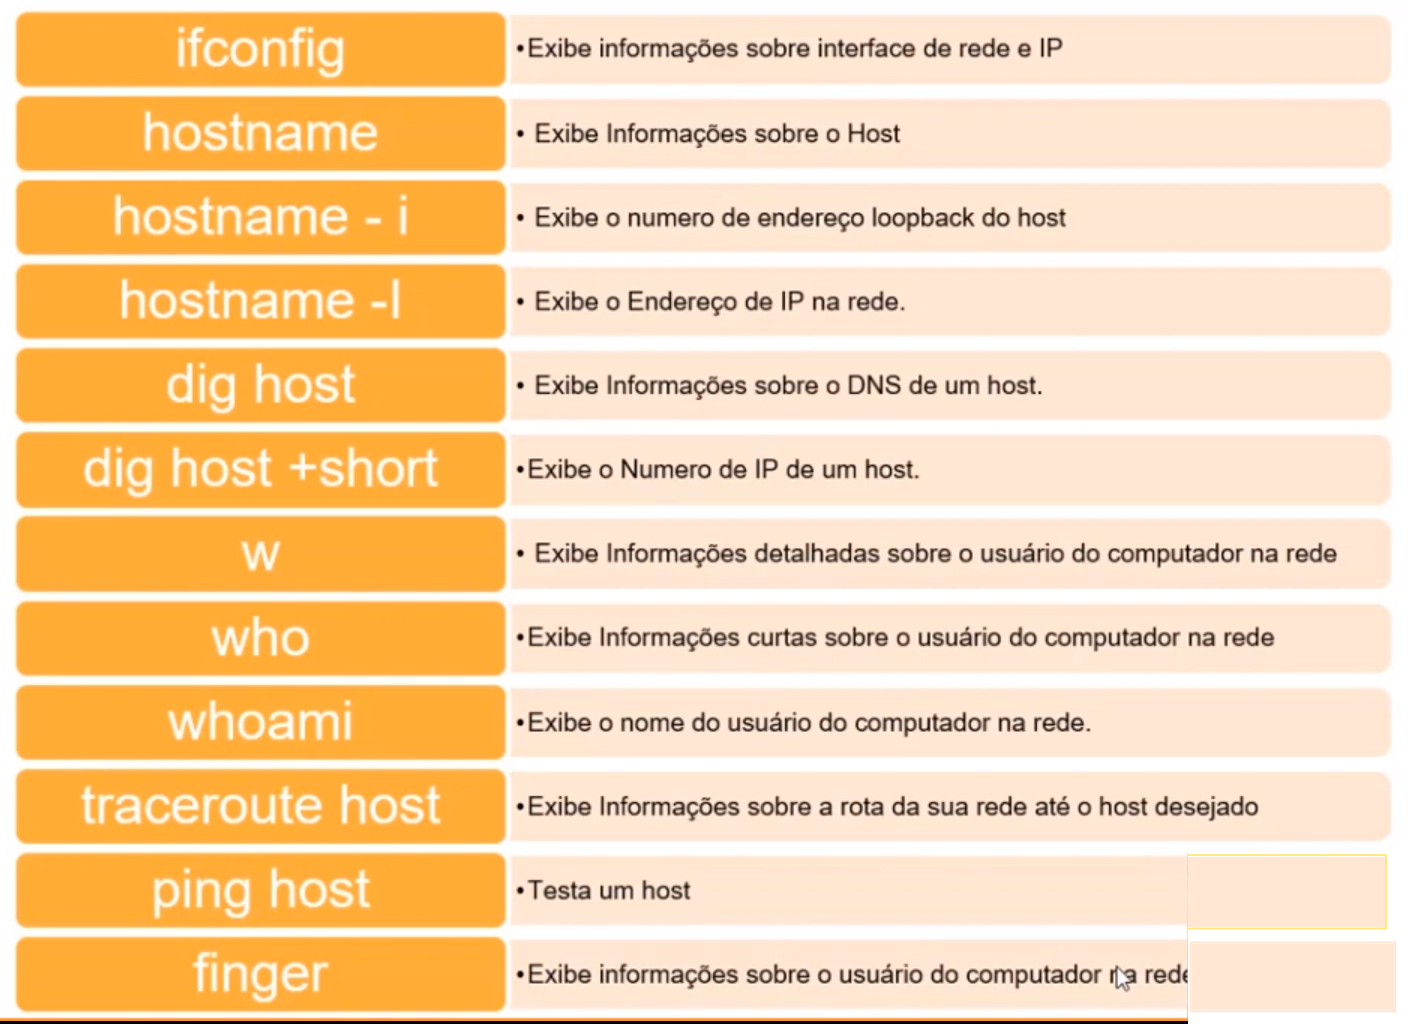 ifconfig
•Exibe informações sobre interface de rede e IP
hostname
• Exibe Informações sobre o Host
hostname - i
• Exibe o numero de endereço loopback do host
hostname -I
• Exibe o Endereço de IP na rede.
dig host
• Exibe Informações sobre o DNS de um host.
dig host +short
•Exibe o Numero de IP de um host.
w
• Exibe Informações detalhadas sobre o usuário do computador na rede
who
•Exibe Informações curtas sobre o usuário do computador na rede
whoami
•Exibe o nome do usuário do computador na rede.
traceroute host
•Exibe Informações sobre a rota da sua rede até o host desejado
ping host
•Testa um host
finger
•Exibe informações sobre o usuário do computador na rede